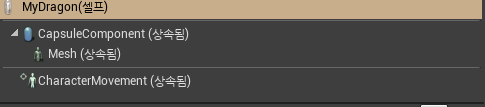 MyDragon(셀프)
CapsuleComponent (상속됨)
Mesh (상속됨)
CharacterMovement (상속됨)